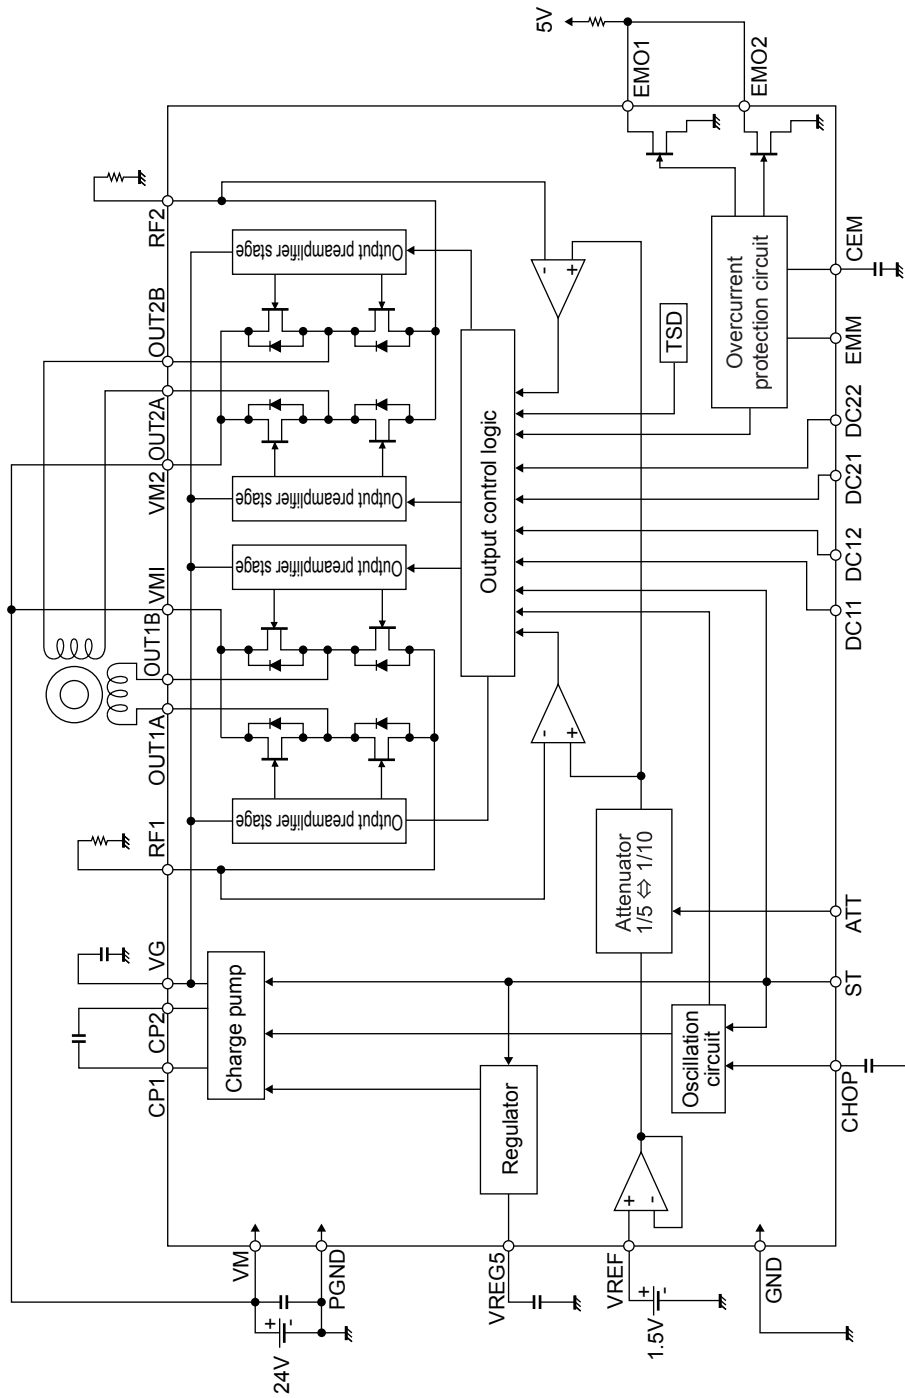 5V
EMO1
EMO2
RF2
OUT2B
OUT2A
VM2
VMI
OUT1B
OUT1A
RF1
VG
CP2
CP1
Output preamplifier stage
Output preamplifier stage
Output preamplifier stage
Output preamplifier stage
Output control logic
-
+
-
+
TSD
Overcurrent
protection circuit
CEM
EMM
DC22
DC21
DC12
DC11
Attenuator
1/5 ⇔ 1/10
ATT
ST
Charge pump
Oscillation
circuit
CHOP
Regulator
+
-
VM
PGND
VREG5
VREF
GND
+
-
24V
+
-
1.5V